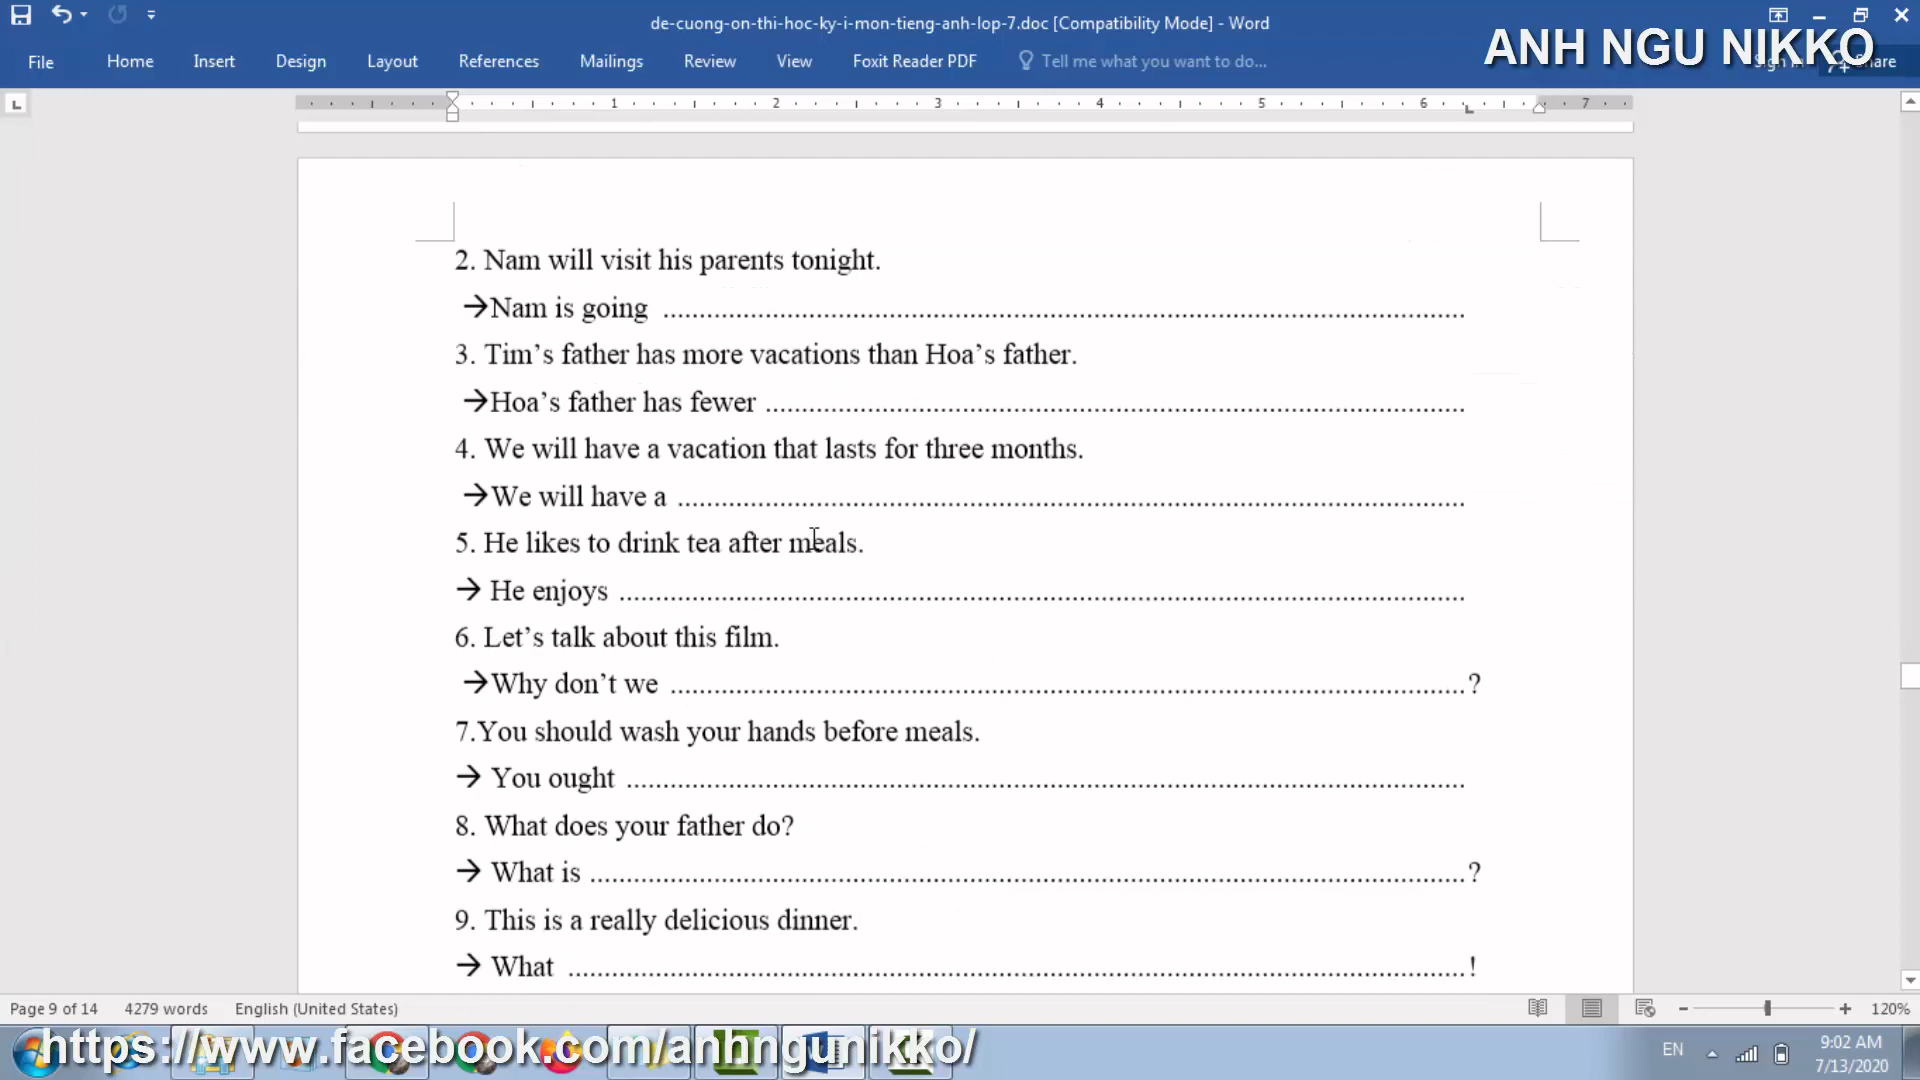 de-cuong-on-thi-hoc-ky-i-mon-tieng-anh-lop-7.doc [Compatibility Mode] - Word
ANH NGU NIKKO
File Home Insert Design Layout References Mailings Review View Foxit Reader PDF Tell me what you want to do...
1 2 3 4 5 6 7
2. Nam will visit his parents tonight.
→Nam is going ........................................
3. Tim’s father has more vacations than Hoa’s father.
→Hoa’s father has fewer ........................................
4. We will have a vacation that lasts for three months.
→We will have a ........................................
5. He likes to drink tea after meals.
→ He enjoys ........................................
6. Let’s talk about this film.
→Why don’t we ........................................?
7.You should wash your hands before meals.
→ You ought ........................................
8. What does your father do?
→ What is ........................................?
9. This is a really delicious dinner.
→ What ........................................!
Page 9 of 14 4279 words English (United States) 120%
https://www.facebook.com/anhngunikko/
EN 9:02 AM
7/13/2020